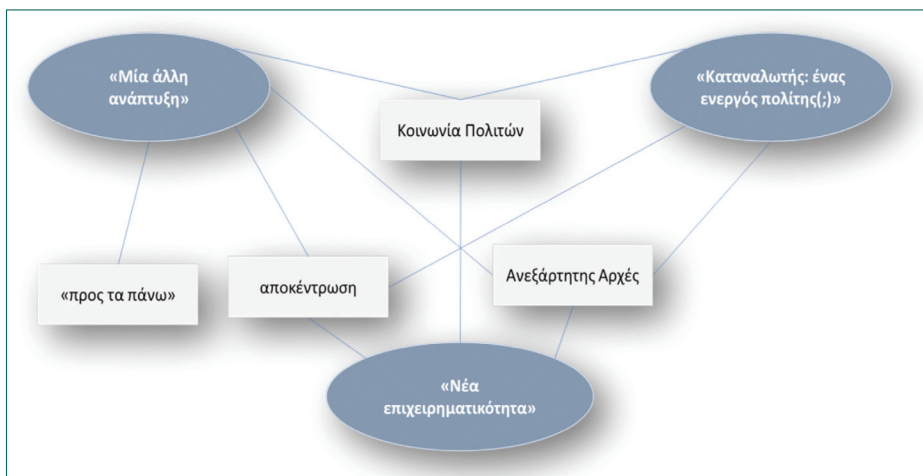 «Μία άλλη
ανάπτυξη»
«Καταναλωτής: ένας
ενεργός πολίτης(;)»
Κοινωνία Πολιτών
«προς τα πάνω»
αποκέντρωση
Ανεξάρτητης Αρχές
«Νέα
επιχειρηματικότητα»